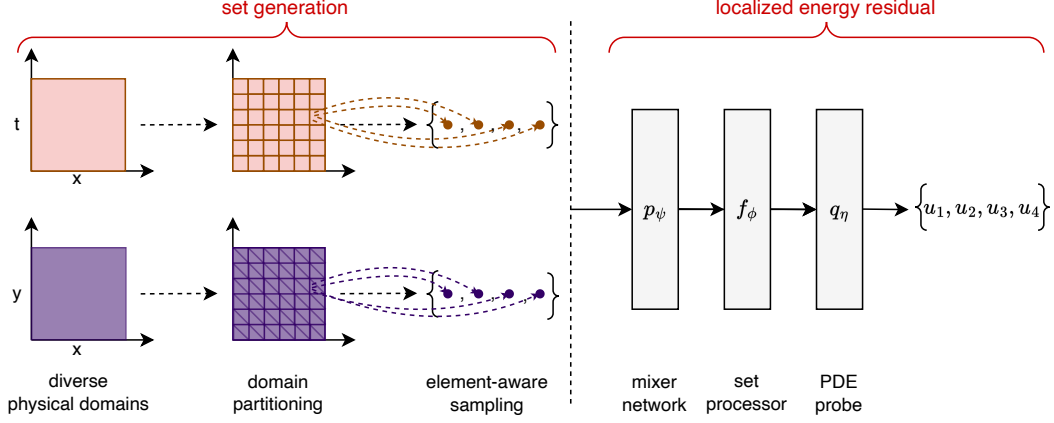 set generation
localized energy residual
t
x
{ , , , }
p_ψ
f_ϕ
q_η
{u_1, u_2, u_3, u_4}
y
x
{ , , , }
diverse
physical domains
domain
partitioning
element-aware
sampling
mixer
network
set
processor
PDE
probe